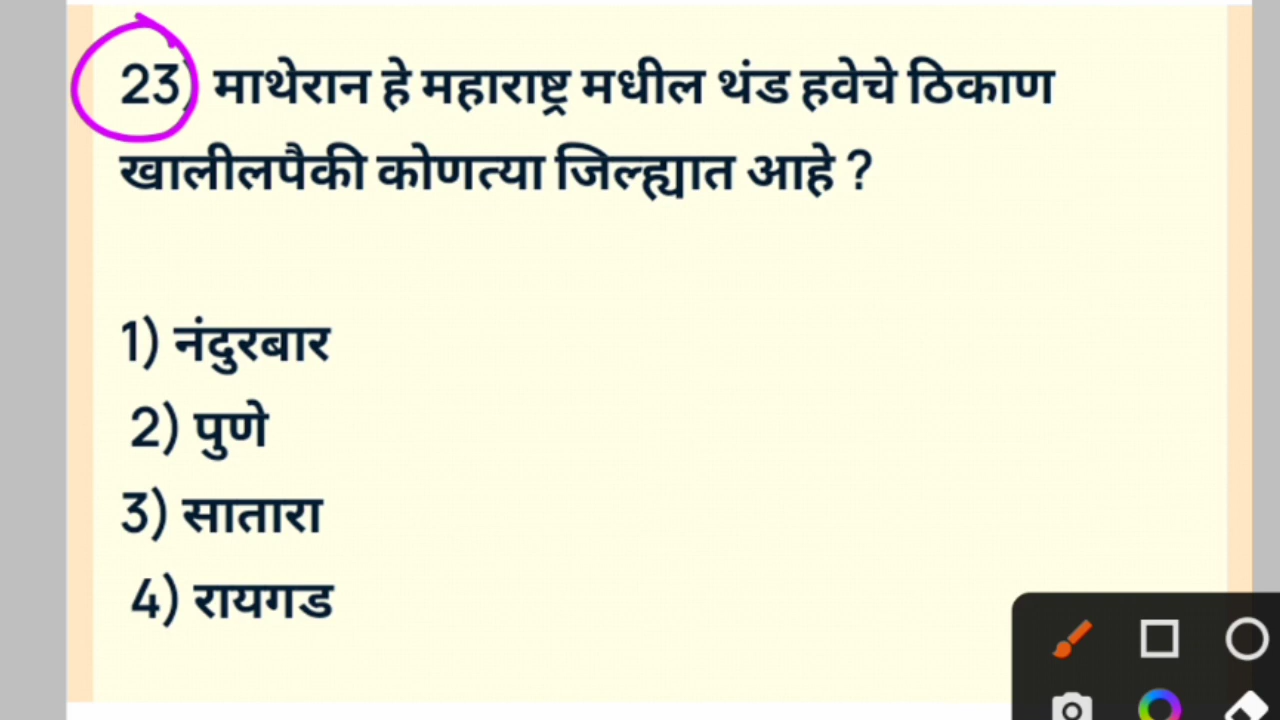 23) माथेरान हे महाराष्ट्र मधील थंड हवेचे ठिकाण
खालीलपैकी कोणत्या जिल्ह्यात आहे ?
1) नंदुरबार
2) पुणे
3) सातारा
4) रायगड